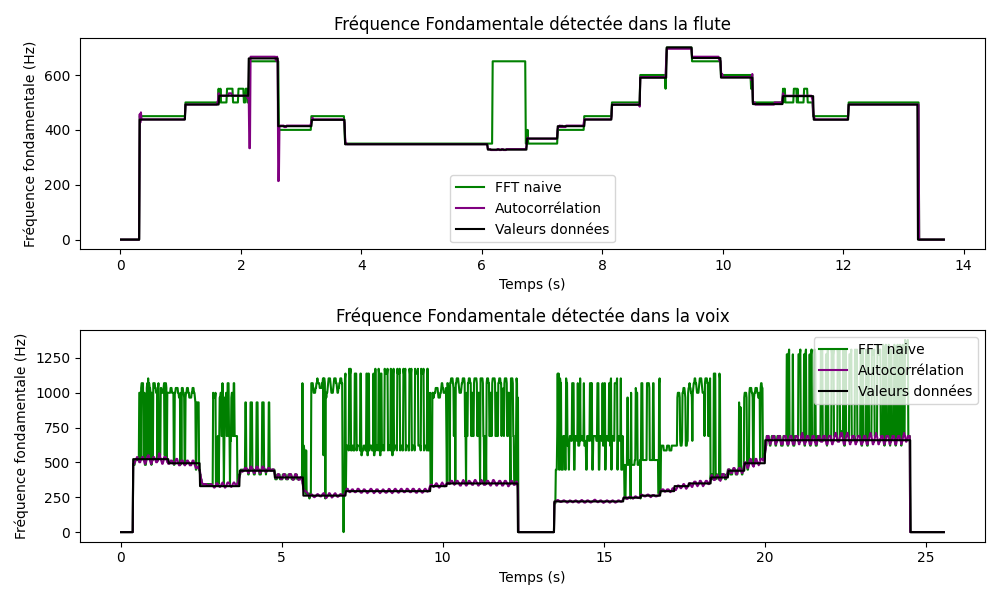 Fréquence Fondamentale détectée dans la flute
Fréquence fondamentale (Hz)
600
400
200
0
FFT naive
Autocorrélation
Valeurs données
0 2 4 6 8 10 12 14
Temps (s)
Fréquence Fondamentale détectée dans la voix
Fréquence fondamentale (Hz)
1250
1000
750
500
250
0
FFT naive
Autocorrélation
Valeurs données
0 5 10 15 20 25
Temps (s)